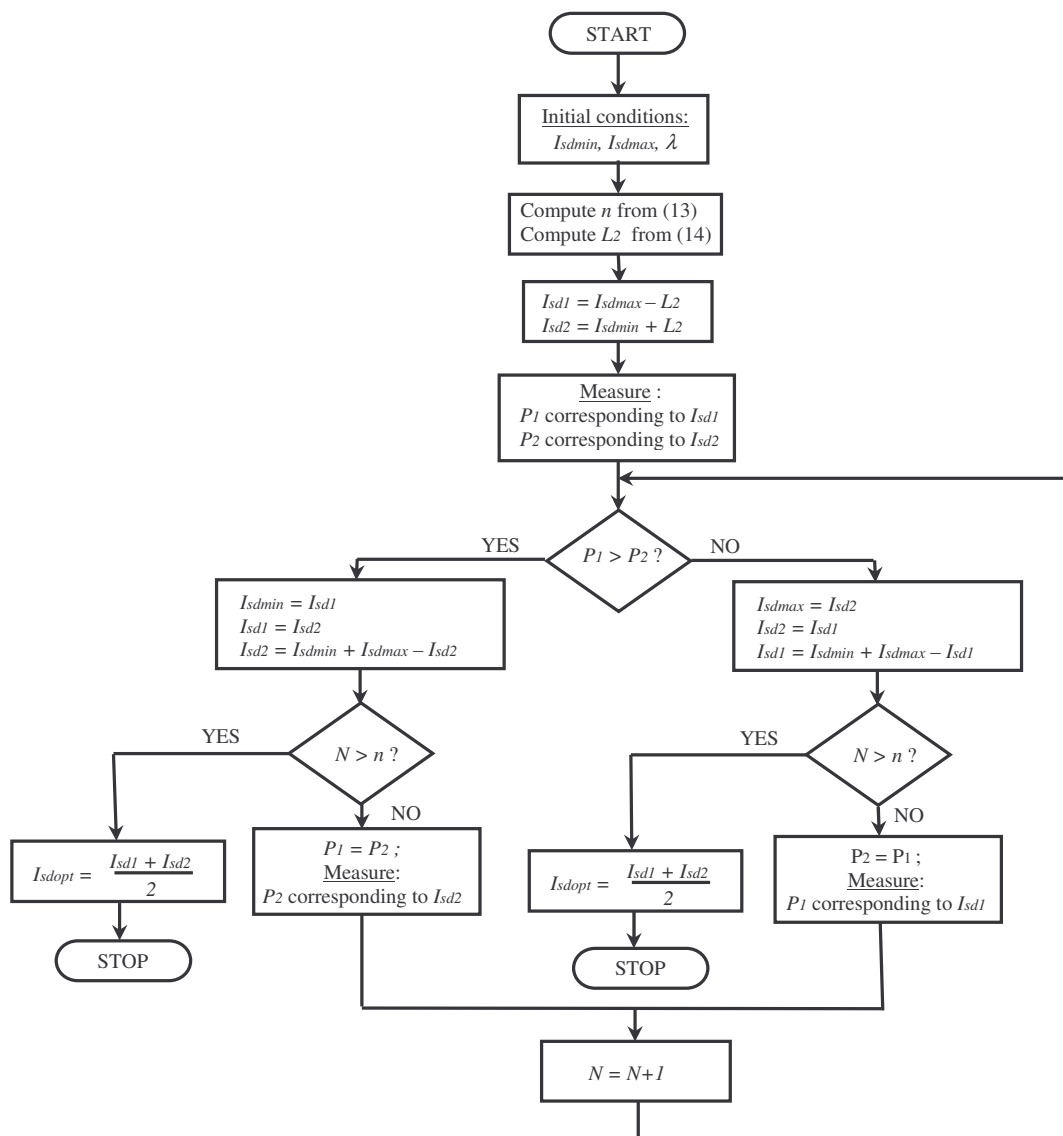 START
Initial conditions:
Isdmin, Isdmax, λ
Compute n from (13)
Compute L2 from (14)
Isd1 = Isdmax – L2
Isd2 = Isdmin + L2
Measure :
P1 corresponding to Isd1
P2 corresponding to Isd2
P1 > P2 ?
YES
NO
Isdmin = Isd1
Isd1 = Isd2
Isd2 = Isdmin + Isdmax – Isd2
Isdmax = Isd2
Isd2 = Isd1
Isd1 = Isdmin + Isdmax – Isd1
YES
N > n ?
NO
YES
N > n ?
NO
Isdopt = Isd1 + Isd2
2
P1 = P2 ;
Measure:
P2 corresponding to Isd2
Isdopt = Isd1 + Isd2
2
P2 = P1 ;
Measure:
P1 corresponding to Isd1
STOP
STOP
N = N+1